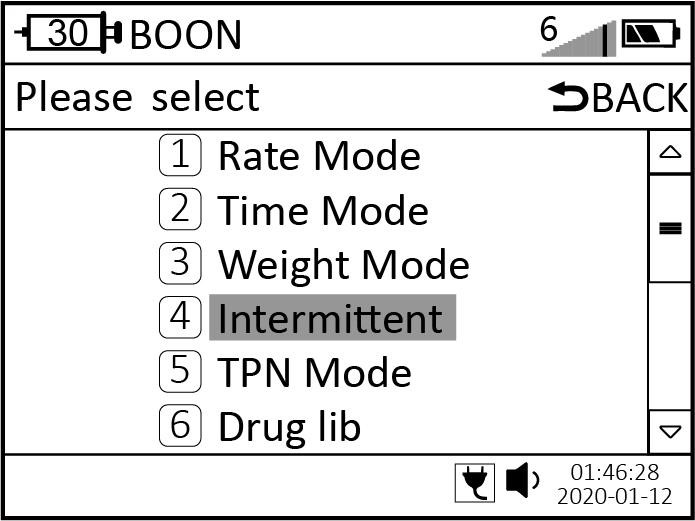 30 BOON 6
Please select BACK
1 Rate Mode
2 Time Mode
3 Weight Mode
4 Intermittent
5 TPN Mode
6 Drug lib
01:46:28
2020-01-12